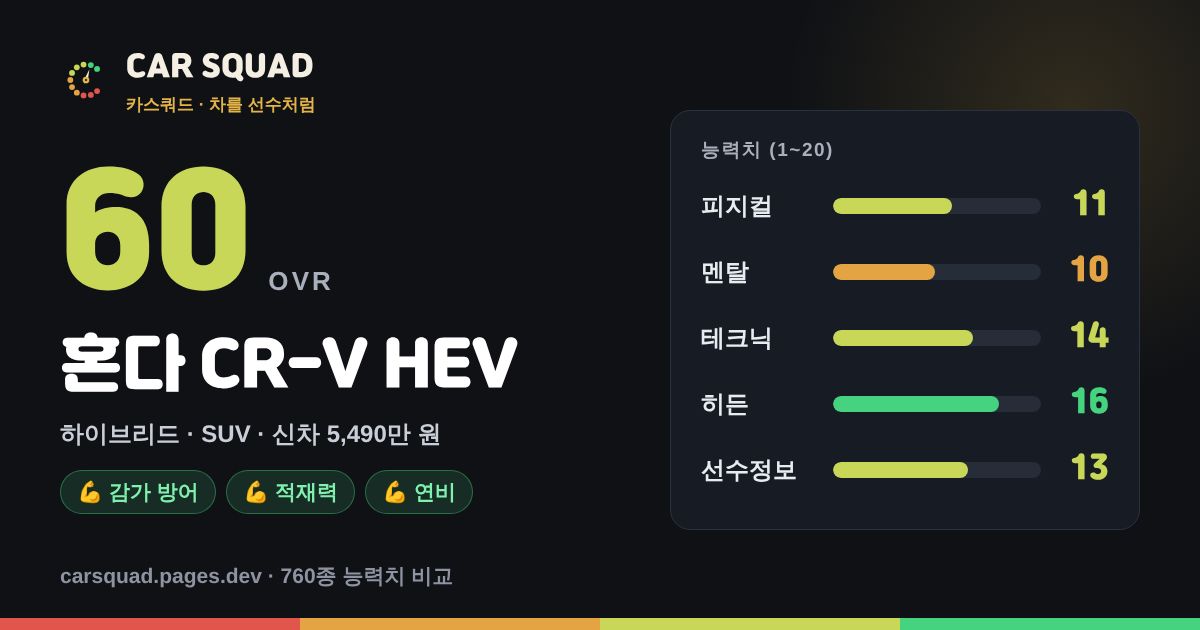 CAR SQUAD
카스쿼드 · 차를 선수처럼
60 OVR
혼다 CR-V HEV
하이브리드 · SUV · 신차 5,490만 원
💪 감가 방어 💪 적재력 💪 연비
carsquad.pages.dev · 760종 능력치 비교
능력치 (1~20)
피지컬 11
멘탈 10
테크닉 14
히든 16
선수정보 13